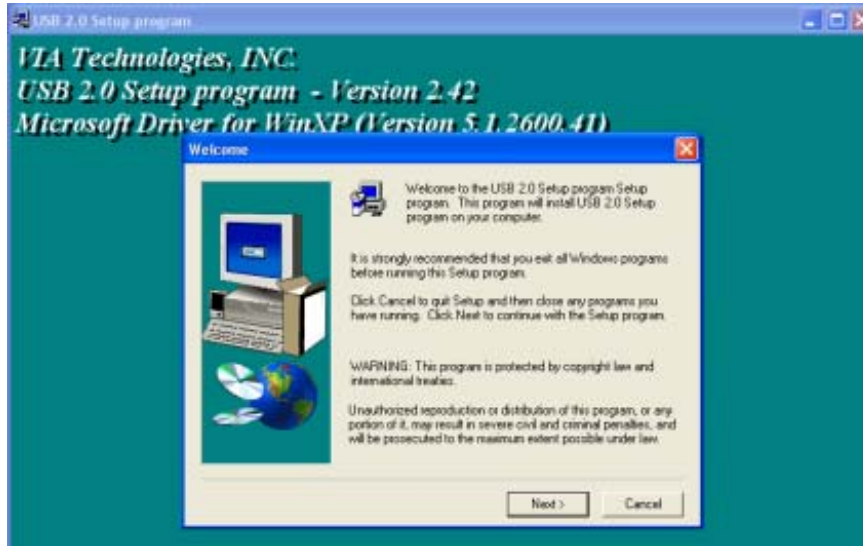 USB 2.0 Setup program
VIA Technologies, INC.
USB 2.0 Setup program - Version 2.42
Microsoft Driver for WinXP (Version 5.1.2600.41)
Welcome
Welcome to the USB 2.0 Setup program Setup
program. This program will install USB 2.0 Setup
program on your computer.
It is strongly recommended that you exit all Windows programs
before running this Setup program.
Click Cancel to quit Setup and then close any programs you
have running. Click Next to continue with the Setup program.
WARNING: This program is protected by copyright law and
international treaties.
Unauthorized reproduction or distribution of this program, or any
portion of it, may result in severe civil and criminal penalties, and
will be prosecuted to the maximum extent possible under law.
Next >
Cancel